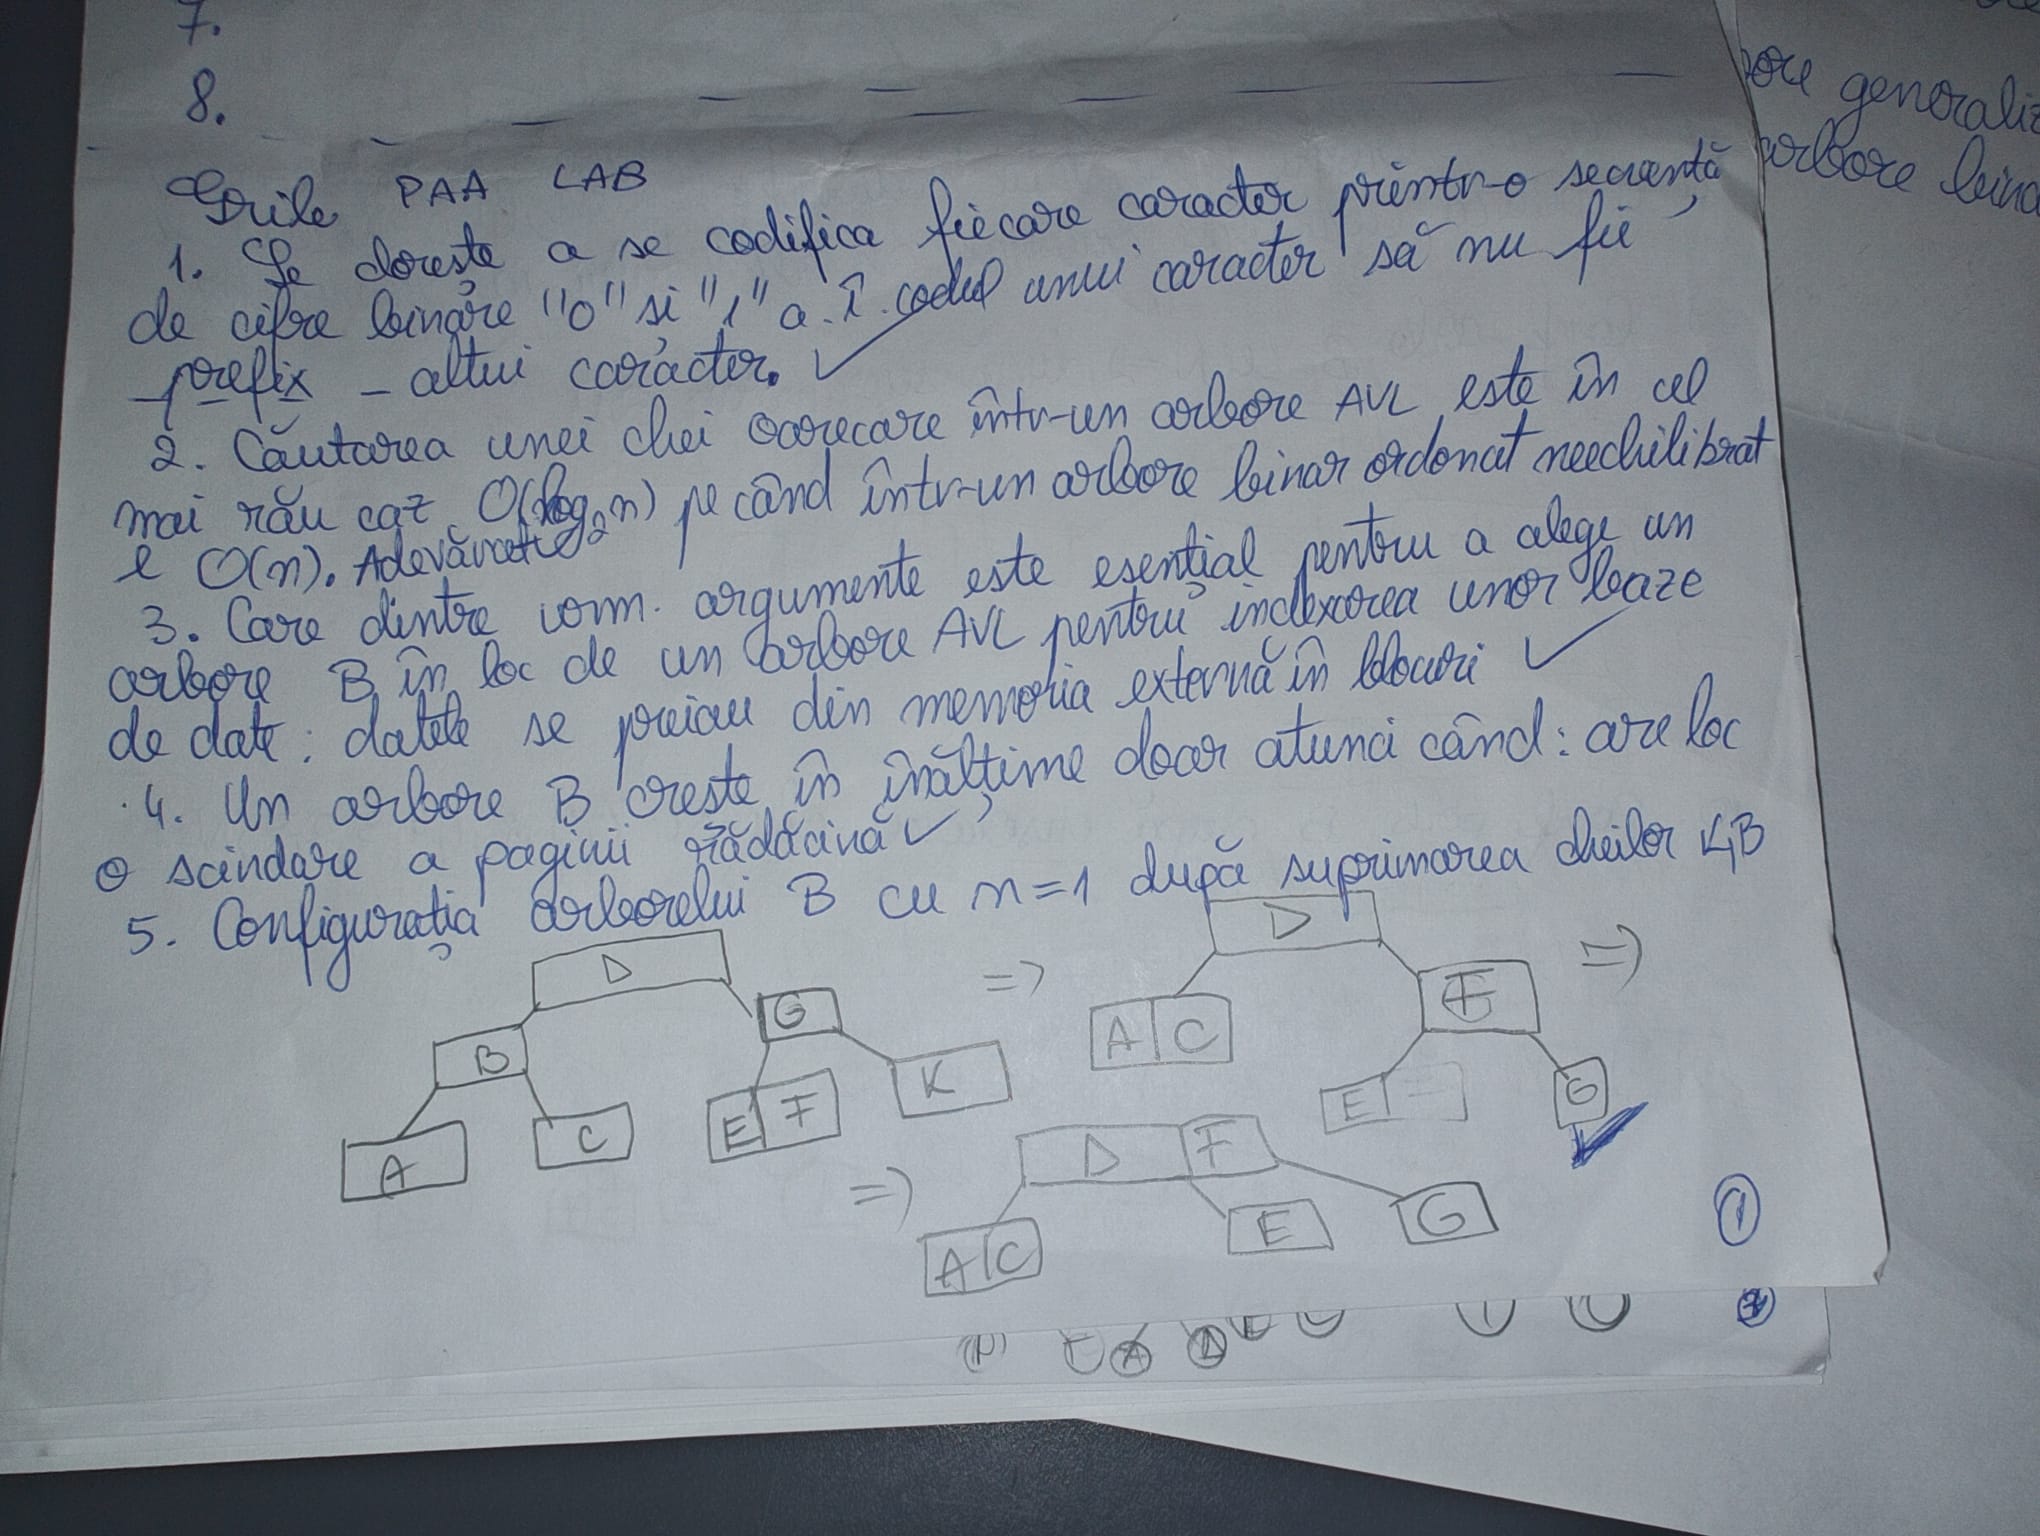 7.
8.
Grile PAA LAB
1. Se dorește a se codifica fiecare caracter printr-o secvență
de cifre binare "0" si "1" a. î. codul unui caracter să nu fie
prefix - altui caracter.
2. Căutarea unei chei oarecare într-un arbore AVL este în cel
mai rău caz O(log2n) pe când într-un arbore binar ordonat neechilibrat
e O(n). Adevărat
3. Care dintre urm. argumente este esențial pentru a alege un
arbore B în loc de un arbore AVL pentru indexarea unor baze
de date: datele se preiau din memoria externă în blocuri
4. Un arbore B crește în înălțime doar atunci când: are loc
o scindare a paginii rădăcină
5. Configurația arborelui B cu n=1 după suprimarea cheilor K,B
D => D =>
B G A C F
A C E F K E G
=> D F
A C E G
1
2
ore generaliz
arbore bina